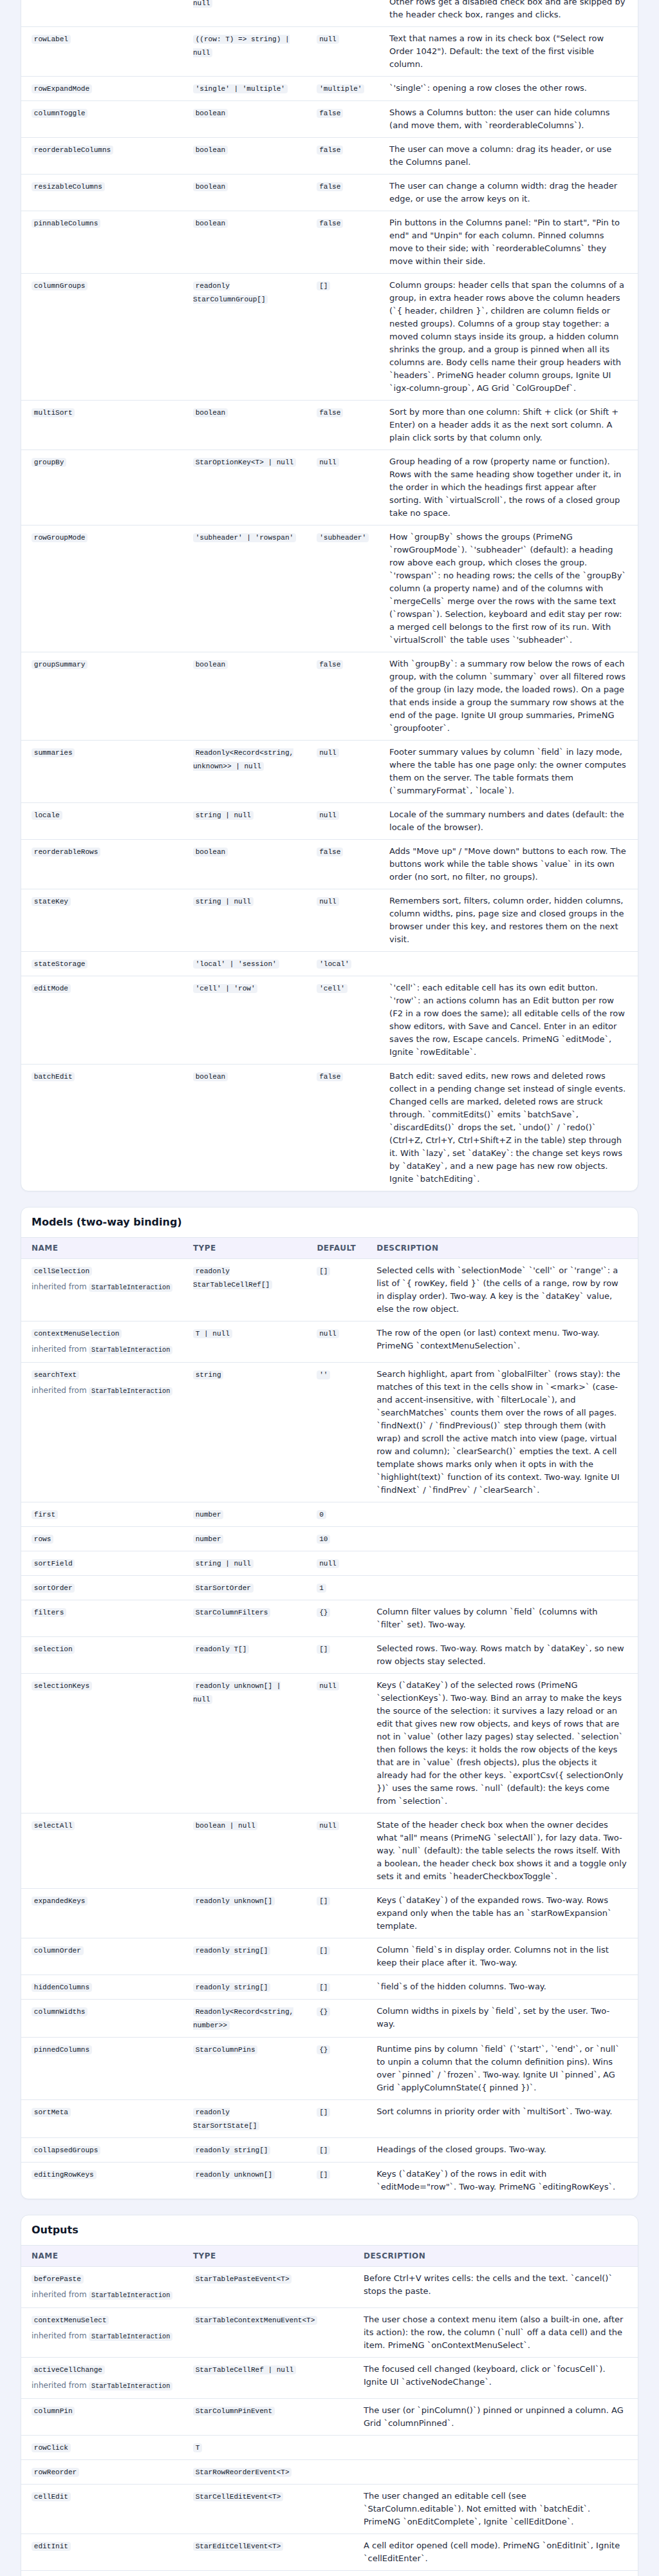 null
Other rows get a disabled check box and are skipped by
the header check box, ranges and clicks.
rowLabel ((row: T) => string) | null Text that names a row in its check box ("Select row
null Order 1042"). Default: the text of the first visible
column.
rowExpandMode 'single' | 'multiple' 'multiple' `'single'`: opening a row closes the other rows.
columnToggle boolean false Shows a Columns button: the user can hide columns
(and move them, with `reorderableColumns`).
reorderableColumns boolean false The user can move a column: drag its header, or use
the Columns panel.
resizableColumns boolean false The user can change a column width: drag the header
edge, or use the arrow keys on it.
pinnableColumns boolean false Pin buttons in the Columns panel: "Pin to start", "Pin to
end" and "Unpin" for each column. Pinned columns
move to their side; with `reorderableColumns` they
move within their side.
columnGroups readonly [] Column groups: header cells that span the columns of a
StarColumnGroup[] group, in extra header rows above the column headers
(`{ header, children }`, children are column fields or
nested groups). Columns of a group stay together: a
moved column stays inside its group, a hidden column
shrinks the group, and a group is pinned when all its
columns are. Body cells name their group headers with
`headers`. PrimeNG header column groups, Ignite UI
`igx-column-group`, AG Grid `ColGroupDef`.
multiSort boolean false Sort by more than one column: Shift + click (or Shift +
Enter) on a header adds it as the next sort column. A
plain click sorts by that column only.
groupBy StarOptionKey<T> | null null Group heading of a row (property name or function).
Rows with the same heading show together under it, in
the order in which the headings first appear after
sorting. With `virtualScroll`, the rows of a closed group
take no space.
rowGroupMode 'subheader' | 'rowspan' 'subheader' How `groupBy` shows the groups (PrimeNG
`rowGroupMode`). `'subheader'` (default): a heading
row above each group, which closes the group.
`'rowspan'`: no heading rows; the cells of the `groupBy`
column (a property name) and of the columns with
`mergeCells` merge over the rows with the same text
(`rowspan`). Selection, keyboard and edit stay per row:
a merged cell belongs to the first row of its run. With
`virtualScroll` the table uses `'subheader'`.
groupSummary boolean false With `groupBy`: a summary row below the rows of each
group, with the column `summary` over all filtered rows
of the group (in lazy mode, the loaded rows). On a page
that ends inside a group the summary row shows at the
end of the page. Ignite UI group summaries, PrimeNG
`groupfooter`.
summaries Readonly<Record<string, null Footer summary values by column `field` in lazy mode,
unknown>> | null where the table has one page only: the owner computes
them on the server. The table formats them
(`summaryFormat`, `locale`).
locale string | null null Locale of the summary numbers and dates (default: the
locale of the browser).
reorderableRows boolean false Adds "Move up" / "Move down" buttons to each row. The
buttons work while the table shows `value` in its own
order (no sort, no filter, no groups).
stateKey string | null null Remembers sort, filters, column order, hidden columns,
column widths, pins, page size and closed groups in the
browser under this key, and restores them on the next
visit.
stateStorage 'local' | 'session' 'local'
editMode 'cell' | 'row' 'cell' `'cell'`: each editable cell has its own edit button.
`'row'`: an actions column has an Edit button per row
(F2 in a row does the same); all editable cells of the row
show editors, with Save and Cancel. Enter in an editor
saves the row, Escape cancels. PrimeNG `editMode`,
Ignite `rowEditable`.
batchEdit boolean false Batch edit: saved edits, new rows and deleted rows
collect in a pending change set instead of single events.
Changed cells are marked, deleted rows are struck
through. `commitEdits()` emits `batchSave`,
`discardEdits()` drops the set, `undo()` / `redo()`
(Ctrl+Z, Ctrl+Y, Ctrl+Shift+Z in the table) step through
it. With `lazy`, set `dataKey`: the change set keys rows
by `dataKey`, and a new page has new row objects.
Ignite `batchEditing`.
Models (two-way binding)
NAME TYPE DEFAULT DESCRIPTION
cellSelection readonly [] Selected cells with `selectionMode` `'cell'` or `'range'`: a
inherited from StarTableInteraction StarTableCellRef[] list of `{ rowKey, field }` (the cells of a range, row by row
in display order). Two-way. A key is the `dataKey` value,
else the row object.
contextMenuSelection T | null null The row of the open (or last) context menu. Two-way.
inherited from StarTableInteraction PrimeNG `contextMenuSelection`.
searchText string '' Search highlight, apart from `globalFilter` (rows stay): the
inherited from StarTableInteraction matches of this text in the cells show in `<mark>` (case-
and accent-insensitive, with `filterLocale`), and
`searchMatches` counts them over the rows of all pages.
`findNext()` / `findPrevious()` step through them (with
wrap) and scroll the active match into view (page, virtual
row and column); `clearSearch()` empties the text. A cell
template shows marks only when it opts in with the
`highlight(text)` function of its context. Two-way. Ignite UI
`findNext` / `findPrev` / `clearSearch`.
first number 0
rows number 10
sortField string | null null
sortOrder StarSortOrder 1
filters StarColumnFilters {} Column filter values by column `field` (columns with
`filter` set). Two-way.
selection readonly T[] [] Selected rows. Two-way. Rows match by `dataKey`, so new
row objects stay selected.
selectionKeys readonly unknown[] | null Keys (`dataKey`) of the selected rows (PrimeNG
null `selectionKeys`). Two-way. Bind an array to make the keys
the source of the selection: it survives a lazy reload or an
edit that gives new row objects, and keys of rows that are
not in `value` (other lazy pages) stay selected. `selection`
then follows the keys: it holds the row objects of the keys
that are in `value` (fresh objects), plus the objects it
already had for the other keys. `exportCsv({ selectionOnly
})` uses the same rows. `null` (default): the keys come
from `selection`.
selectAll boolean | null null State of the header check box when the owner decides
what "all" means (PrimeNG `selectAll`), for lazy data. Two-
way. `null` (default): the table selects the rows itself. With
a boolean, the header check box shows it and a toggle only
sets it and emits `headerCheckboxToggle`.
expandedKeys readonly unknown[] [] Keys (`dataKey`) of the expanded rows. Two-way. Rows
expand only when the table has an `starRowExpansion`
template.
columnOrder readonly string[] [] Column `field`s in display order. Columns not in the list
keep their place after it. Two-way.
hiddenColumns readonly string[] [] `field`s of the hidden columns. Two-way.
columnWidths Readonly<Record<string, {} Column widths in pixels by `field`, set by the user. Two-
number>> way.
pinnedColumns StarColumnPins {} Runtime pins by column `field` (`'start'`, `'end'`, or `null`
to unpin a column that the column definition pins). Wins
over `pinned` / `frozen`. Two-way. Ignite UI `pinned`, AG
Grid `applyColumnState({ pinned })`.
sortMeta readonly [] Sort columns in priority order with `multiSort`. Two-way.
StarSortState[]
collapsedGroups readonly string[] [] Headings of the closed groups. Two-way.
editingRowKeys readonly unknown[] [] Keys (`dataKey`) of the rows in edit with
`editMode="row"`. Two-way. PrimeNG `editingRowKeys`.
Outputs
NAME TYPE DESCRIPTION
beforePaste StarTablePasteEvent<T> Before Ctrl+V writes cells: the cells and the text. `cancel()`
inherited from StarTableInteraction stops the paste.
contextMenuSelect StarTableContextMenuEvent<T> The user chose a context menu item (also a built-in one, after
inherited from StarTableInteraction its action): the row, the column (`null` off a data cell) and the
item. PrimeNG `onContextMenuSelect`.
activeCellChange StarTableCellRef | null The focused cell changed (keyboard, click or `focusCell`).
inherited from StarTableInteraction Ignite UI `activeNodeChange`.
columnPin StarColumnPinEvent The user (or `pinColumn()`) pinned or unpinned a column. AG
Grid `columnPinned`.
rowClick T
rowReorder StarRowReorderEvent<T>
cellEdit StarCellEditEvent<T> The user changed an editable cell (see
`StarColumn.editable`). Not emitted with `batchEdit`.
PrimeNG `onEditComplete`, Ignite `cellEditDone`.
editInit StarEditCellEvent<T> A cell editor opened (cell mode). PrimeNG `onEditInit`, Ignite
`cellEditEnter`.